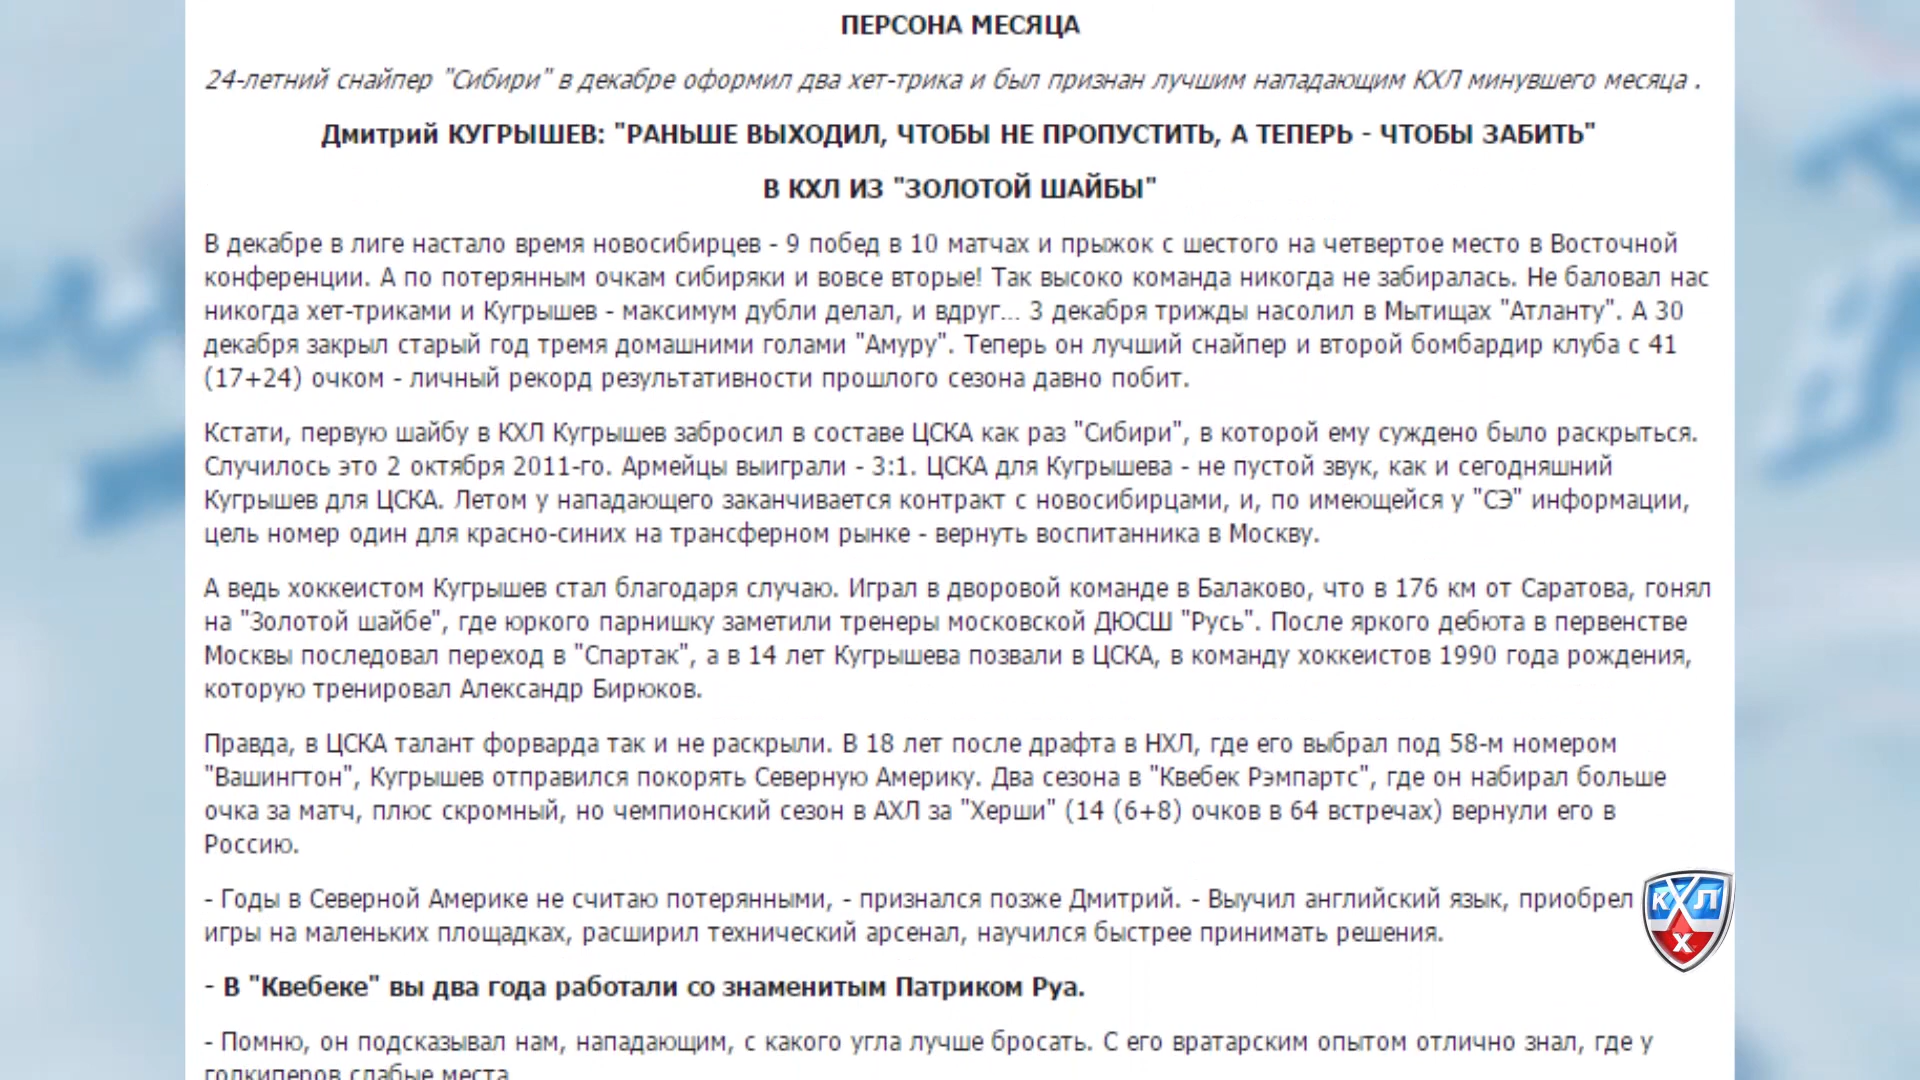 ПЕРСОНА МЕСЯЦА
24-летний снайпер "Сибири" в декабре оформил два хет-трика и был признан лучшим нападающим КХЛ минувшего месяца .
Дмитрий КУГРЫШЕВ: "РАНЬШЕ ВЫХОДИЛ, ЧТОБЫ НЕ ПРОПУСТИТЬ, А ТЕПЕРЬ - ЧТОБЫ ЗАБИТЬ"
В КХЛ ИЗ "ЗОЛОТОЙ ШАЙБЫ"
В декабре в лиге настало время новосибирцев - 9 побед в 10 матчах и прыжок с шестого на четвертое место в Восточной
конференции. А по потерянным очкам сибиряки и вовсе вторые! Так высоко команда никогда не забиралась. Не баловал нас
никогда хет-триками и Кугрышев - максимум дубли делал, и вдруг... 3 декабря трижды насолил в Мытищах "Атланту". А 30
декабря закрыл старый год тремя домашними голами "Амуру". Теперь он лучший снайпер и второй бомбардир клуба с 41
(17+24) очком - личный рекорд результативности прошлого сезона давно побит.
Кстати, первую шайбу в КХЛ Кугрышев забросил в составе ЦСКА как раз "Сибири", в которой ему суждено было раскрыться.
Случилось это 2 октября 2011-го. Армейцы выиграли - 3:1. ЦСКА для Кугрышева - не пустой звук, как и сегодняшний
Кугрышев для ЦСКА. Летом у нападающего заканчивается контракт с новосибирцами, и, по имеющейся у "СЭ" информации,
цель номер один для красно-синих на трансферном рынке - вернуть воспитанника в Москву.
А ведь хоккеистом Кугрышев стал благодаря случаю. Играл в дворовой команде в Балаково, что в 176 км от Саратова, гонял
на "Золотой шайбе", где юркого парнишку заметили тренеры московской ДЮСШ "Русь". После яркого дебюта в первенстве
Москвы последовал переход в "Спартак", а в 14 лет Кугрышева позвали в ЦСКА, в команду хоккеистов 1990 года рождения,
которую тренировал Александр Бирюков.
Правда, в ЦСКА талант форварда так и не раскрыли. В 18 лет после драфта в НХЛ, где его выбрал под 58-м номером
"Вашингтон", Кугрышев отправился покорять Северную Америку. Два сезона в "Квебек Рэмпартс", где он набирал больше
очка за матч, плюс скромный, но чемпионский сезон в АХЛ за "Херши" (14 (6+8) очков в 64 встречах) вернули его в
Россию.
- Годы в Северной Америке не считаю потерянными, - признался позже Дмитрий. - Выучил английский язык, приобрел
игры на маленьких площадках, расширил технический арсенал, научился быстрее принимать решения.
- В "Квебеке" вы два года работали со знаменитым Патриком Руа.
- Помню, он подсказывал нам, нападающим, с какого угла лучше бросать. С его вратарским опытом отлично знал, где у
голкиперов слабые места
КХЛ